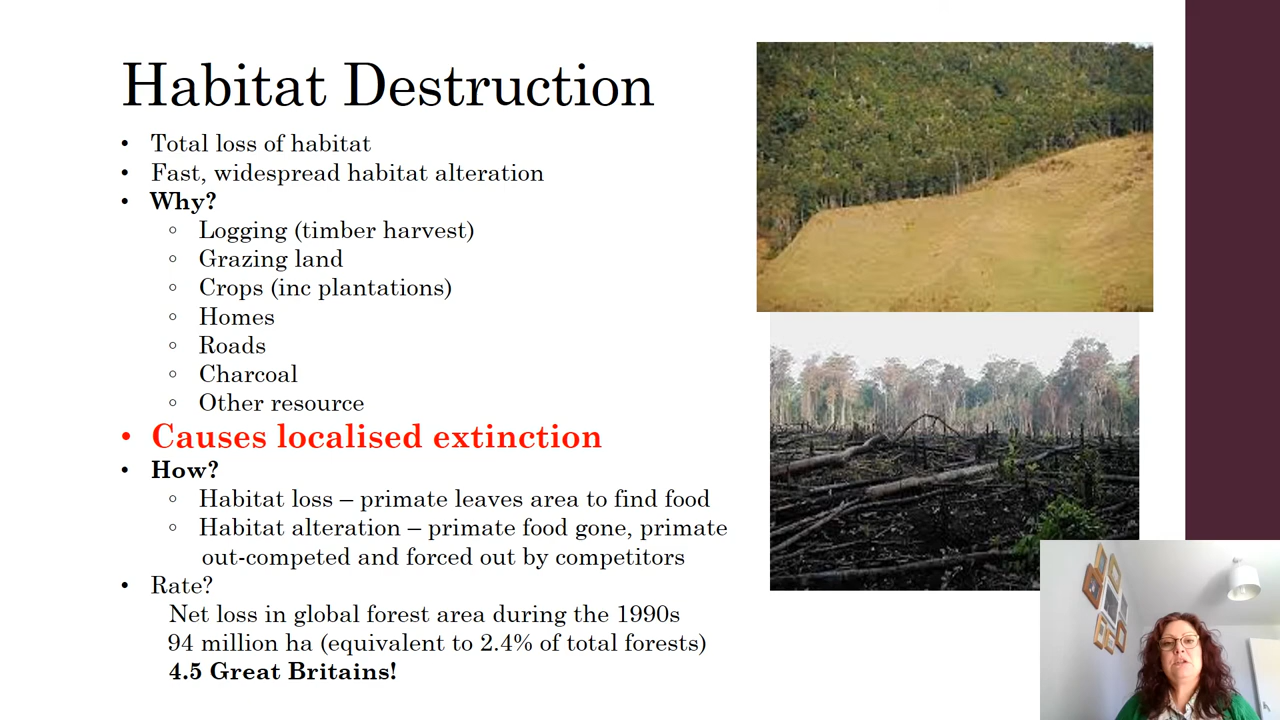 Habitat Destruction
• Total loss of habitat
• Fast, widespread habitat alteration
• Why?
◦ Logging (timber harvest)
◦ Grazing land
◦ Crops (inc plantations)
◦ Homes
◦ Roads
◦ Charcoal
◦ Other resource
• Causes localised extinction
• How?
◦ Habitat loss – primate leaves area to find food
◦ Habitat alteration – primate food gone, primate
out-competed and forced out by competitors
• Rate?
Net loss in global forest area during the 1990s
94 million ha (equivalent to 2.4% of total forests)
4.5 Great Britains!